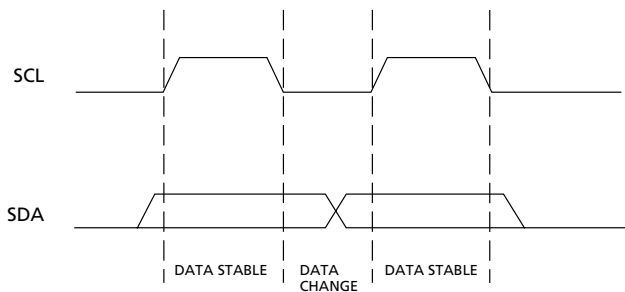 SCL
SDA
DATA STABLE
DATA
CHANGE
DATA STABLE